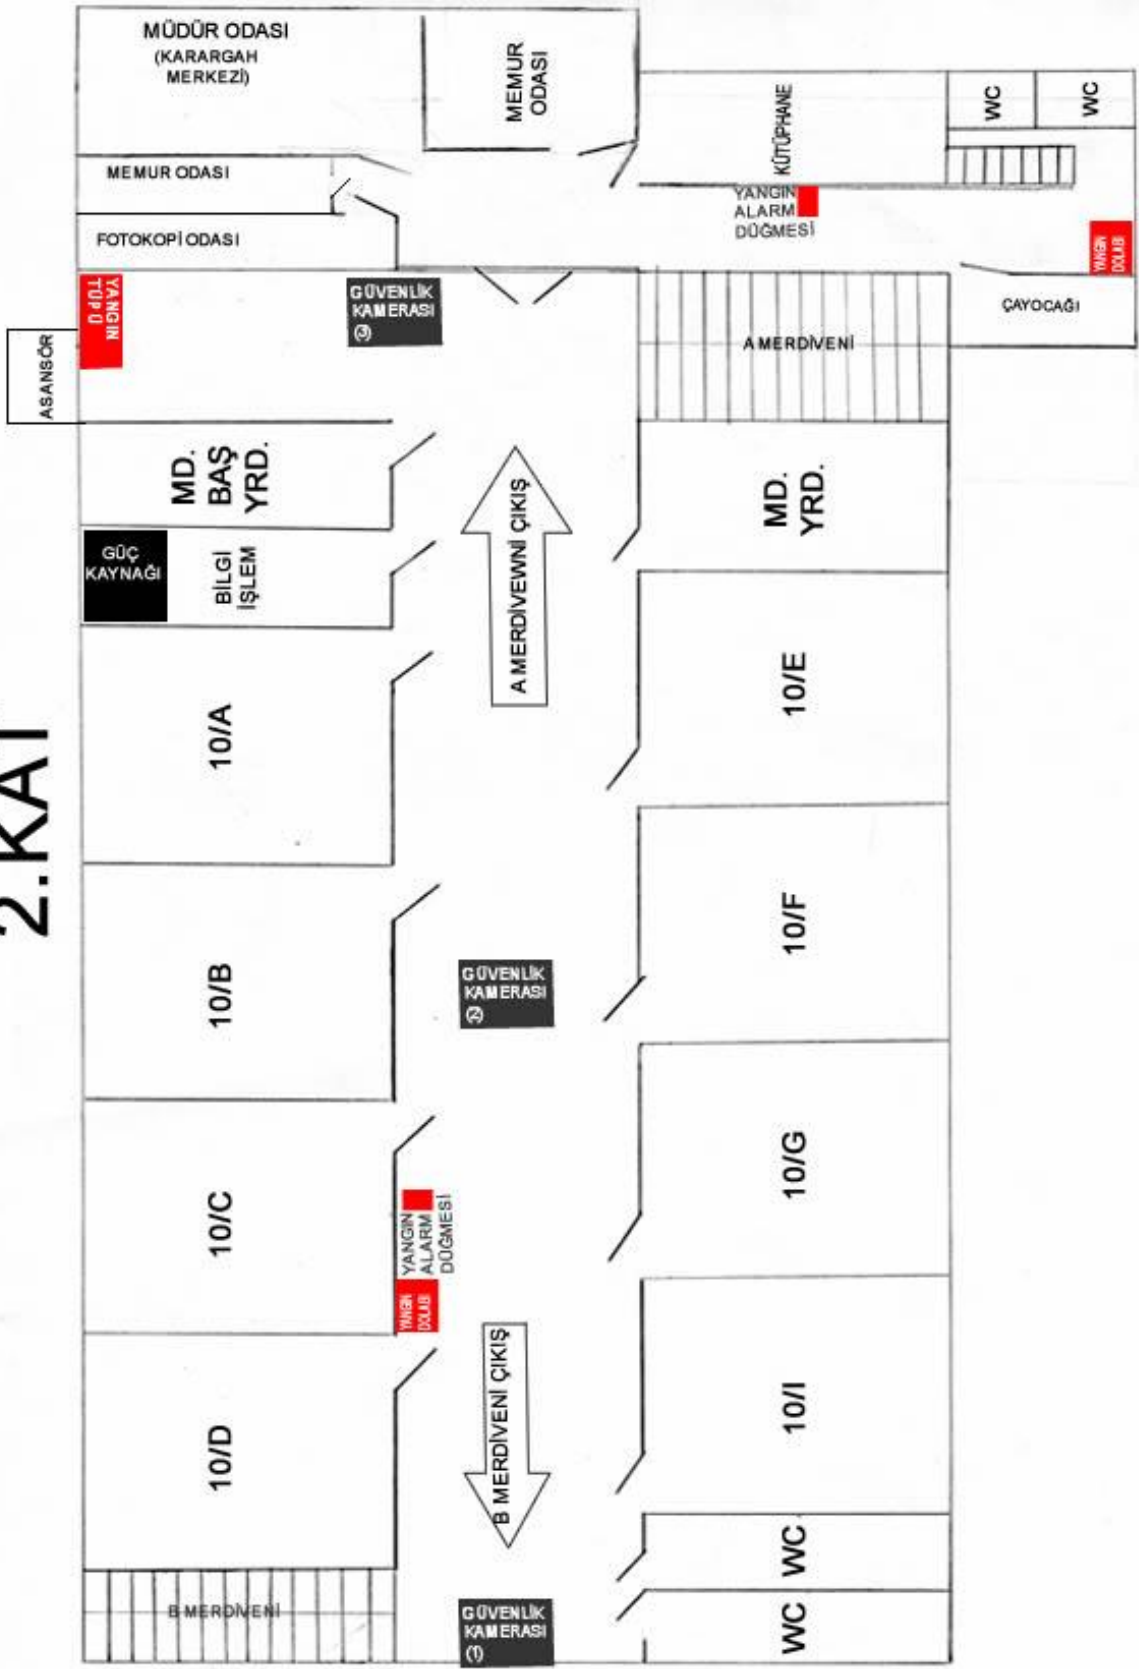 2.KAT
MÜDÜR ODASI
(KARARGAH
MERKEZİ)
MEMUR
ODASI
KÜTÜPHANE
WC
WC
MEMUR ODASI
FOTOKOPİ ODASI
YANGIN
ALARM
DÜĞMESİ
YANGIN
DOLABI
YANGIN
TÜPÜ
GÜVENLİK
KAMERASI
(3)
ÇAYOCAĞI
ASANSÖR
A MERDİVENİ
MD.
BAŞ
YRD.
MD.
YRD.
GÜÇ
KAYNAĞI
BİLGİ
İŞLEM
A MERDİVEWNİ ÇIKIŞ
10/A
10/E
10/B
10/F
GÜVENLİK
KAMERASI
(2)
10/C
10/G
YANGIN
ALARM
DÜĞMESİ
YANGIN
DOLABI
10/D
10/I
B MERDİVENİ ÇIKIŞ
WC
WC
B MERDİVENİ
GÜVENLİK
KAMERASI
(1)